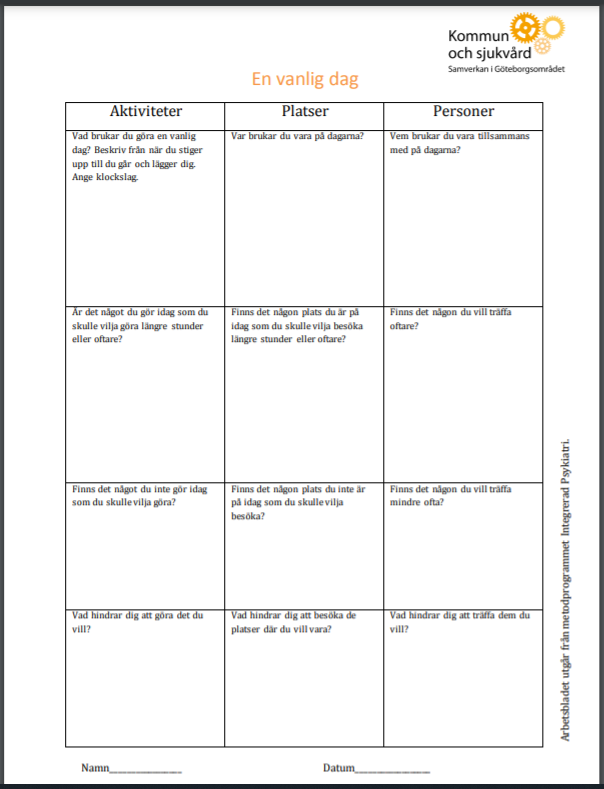 Kommun
och sjukvård
Samverkan i Göteborgsområdet
En vanlig dag
Aktiviteter
Platser
Personer
Vad brukar du göra en vanlig
dag? Beskriv från när du stiger
upp till du går och lägger dig.
Ange klockslag.
Var brukar du vara på dagarna?
Vem brukar du vara tillsammans
med på dagarna?
Är det något du gör idag som du
skulle vilja göra längre stunder
eller oftare?
Finns det någon plats du är på
idag som du skulle vilja besöka
längre stunder eller oftare?
Finns det någon du vill träffa
oftare?
Finns det något du inte gör idag
som du skulle vilja göra?
Finns det någon plats du inte är
på idag som du skulle vilja
besöka?
Finns det någon du vill träffa
mindre ofta?
Vad hindrar dig att göra det du
vill?
Vad hindrar dig att besöka de
platser där du vill vara?
Vad hindrar dig att träffa dem du
vill?
Arbetsbladet utgår från metodprogrammet Integrerad Psykiatri.
Namn_______________ Datum_______________